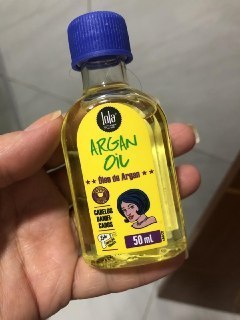 lola
ARGAN
OIL
Óleo de Argan
CABELOS
DANIFI-
CADOS
50 ml